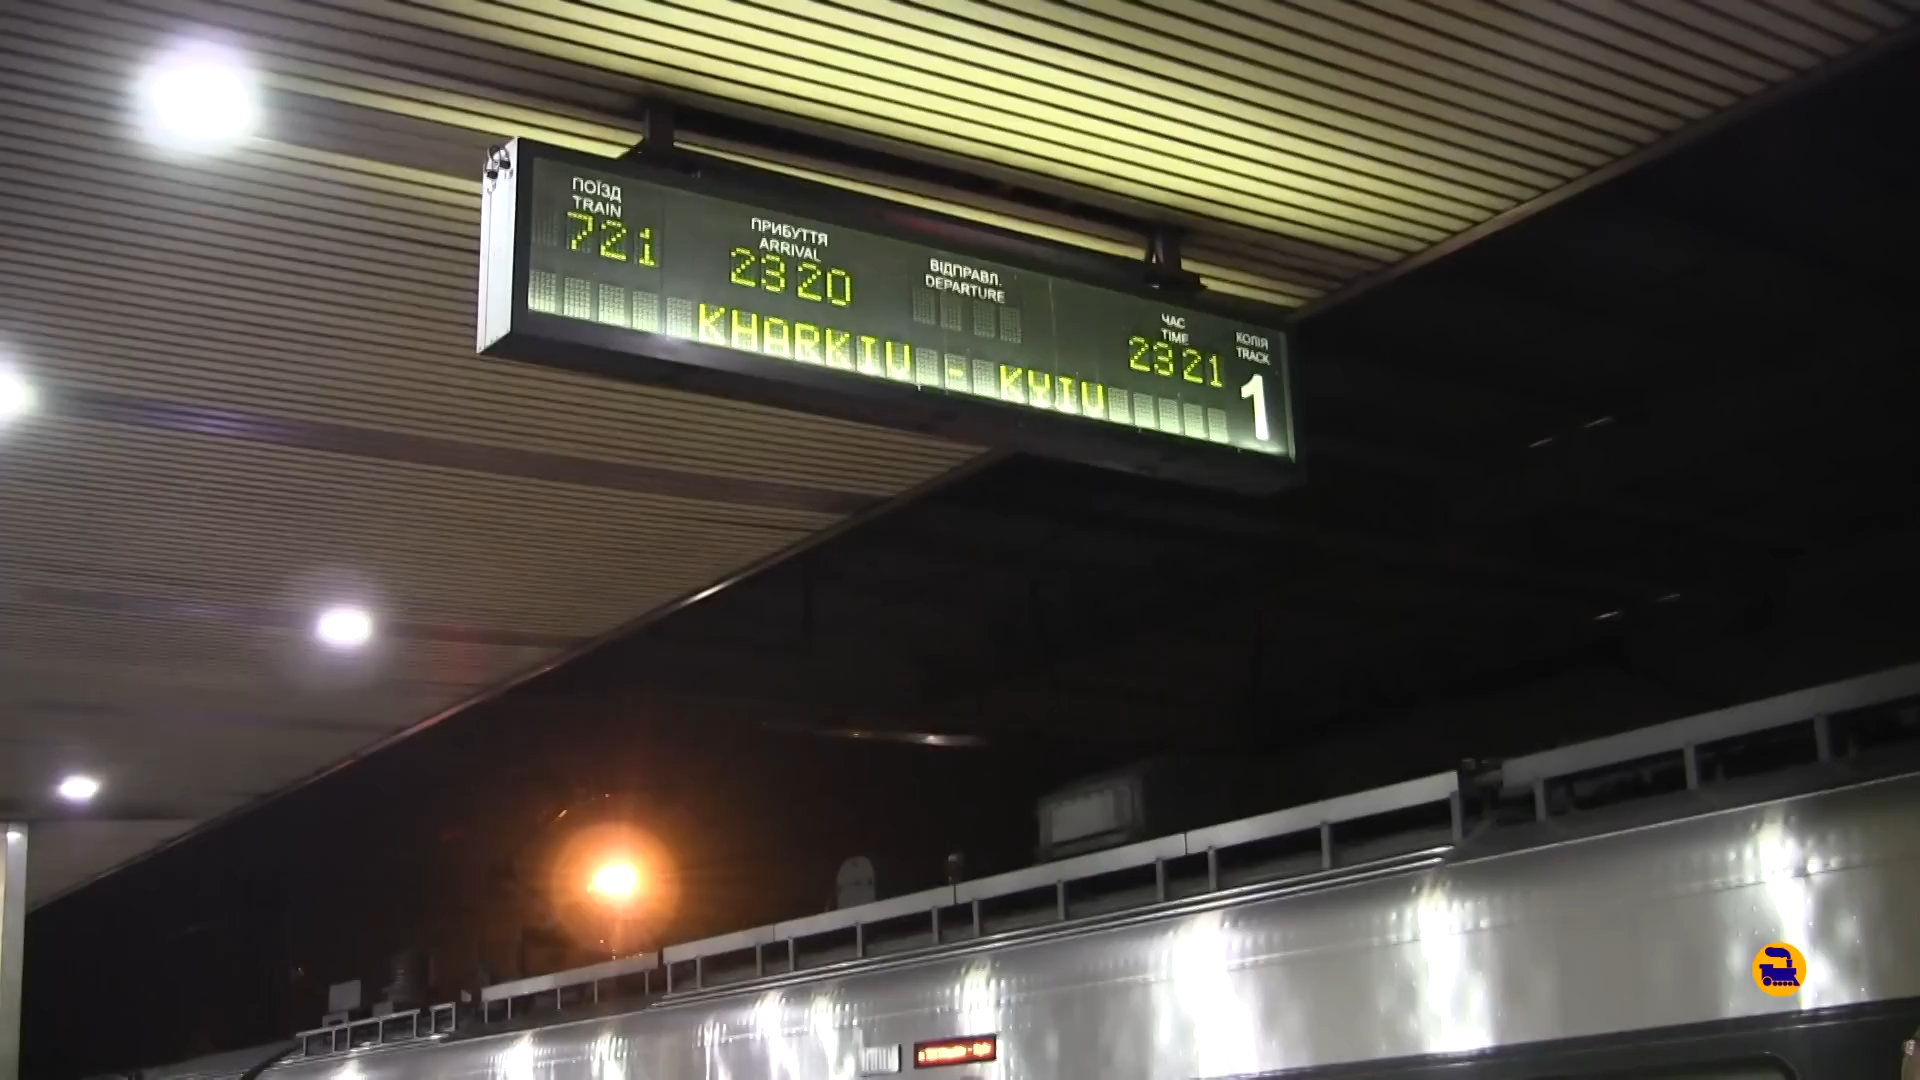 ПОЇЗД
TRAIN
721
ПРИБУТТЯ
ARRIVAL
2320
ВІДПРАВЛ.
DEPARTURE
ЧАС
TIME
2321
КОЛІЯ
TRACK
1
KHARKIV - KYIV